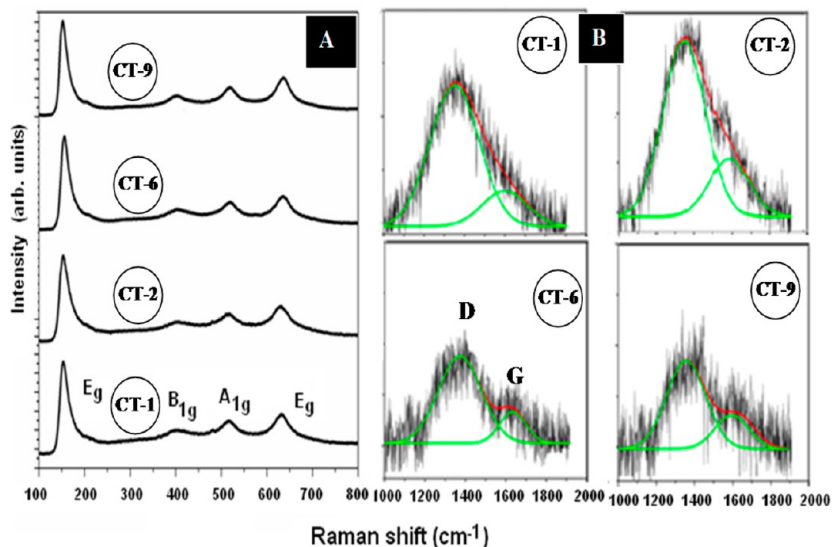 A
CT-9
CT-6
CT-2
CT-1
Eg
B1g
A1g
Eg
Intensity (arb. units)
100 200 300 400 500 600 700 800
B
CT-1
CT-2
D
G
CT-6
CT-9
1000 1200 1400 1600 1800 2000
1000 1200 1400 1600 1800 2000
Raman shift (cm-1)